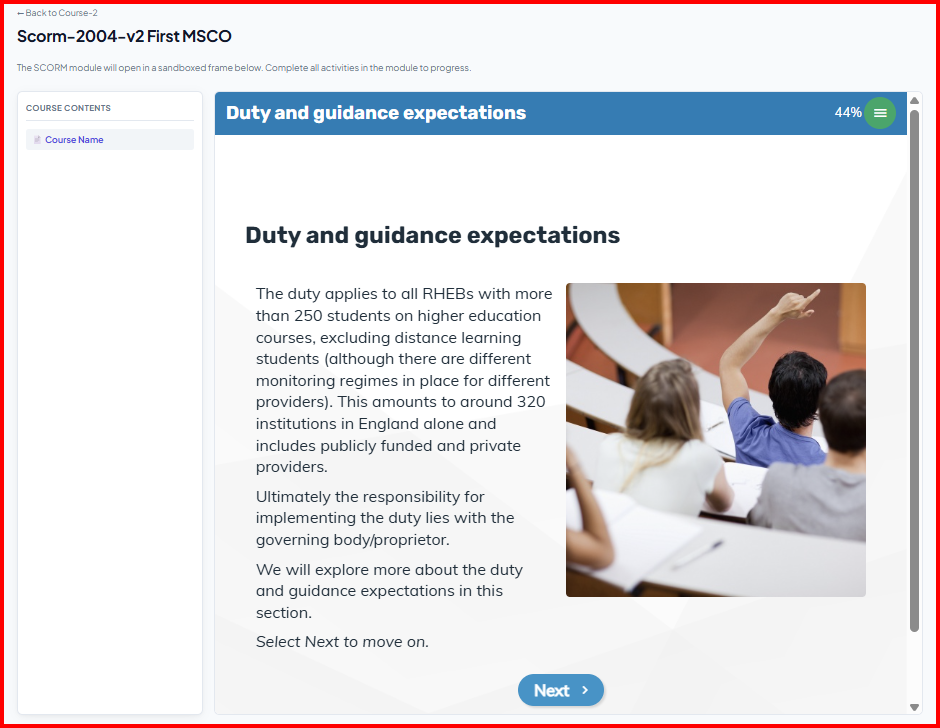 ←Back to Course-2
Scorm-2004-v2 First MSCO
The SCORM module will open in a sandboxed frame below. Complete all activities in the module to progress.
COURSE CONTENTS
Course Name
Duty and guidance expectations
44%
Duty and guidance expectations
The duty applies to all RHEBs with more
than 250 students on higher education
courses, excluding distance learning
students (although there are different
monitoring regimes in place for different
providers). This amounts to around 320
institutions in England alone and
includes publicly funded and private
providers.
Ultimately the responsibility for
implementing the duty lies with the
governing body/proprietor.
We will explore more about the duty
and guidance expectations in this
section.
Select Next to move on.
Next